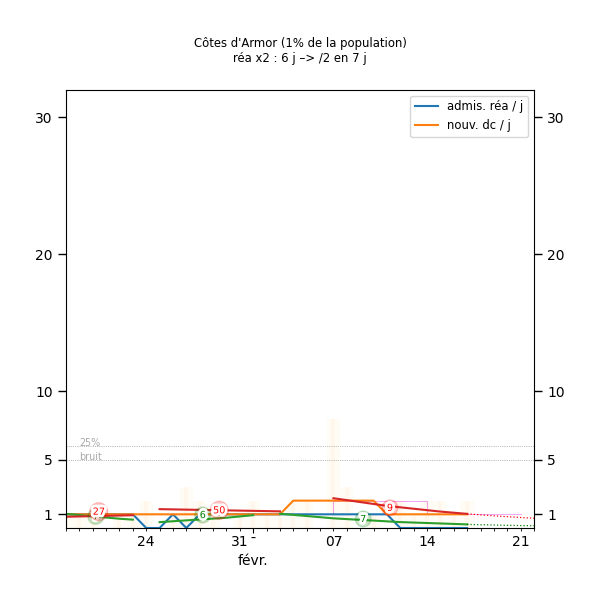 Côtes d'Armor (1% de la population)
réa x2 : 6 j –> /2 en 7 j
admis. réa / j
nouv. dc / j
30 30
20 20
10 10
25%
5 bruit 5
1 27 6 50 7 9 1
24 31 07 14 21
févr.